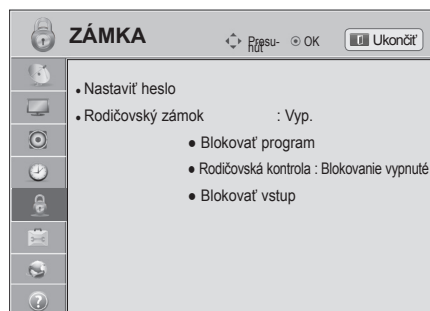 ZÁMKA
Presu-
núť
OK
Ukončiť
• Nastaviť heslo
• Rodičovský zámok : Vyp.
● Blokovať program
● Rodičovská kontrola : Blokovanie vypnuté
● Blokovať vstup